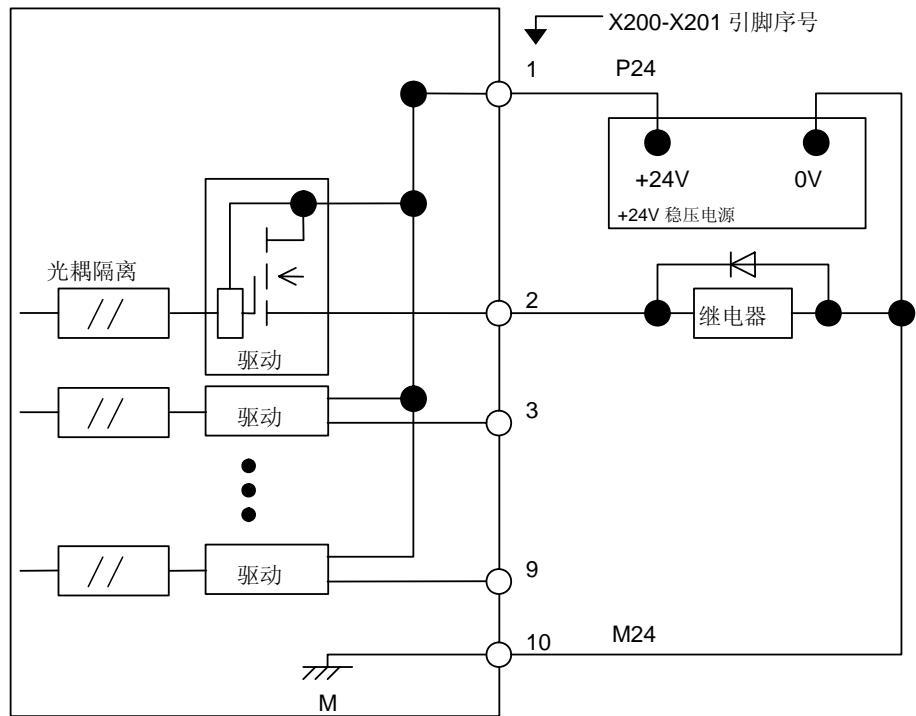 X200-X201 引脚序号
1
P24
+24V
0V
+24V 稳压电源
光耦隔离
2
继电器
驱动
驱动
3
驱动
9
10
M24
M